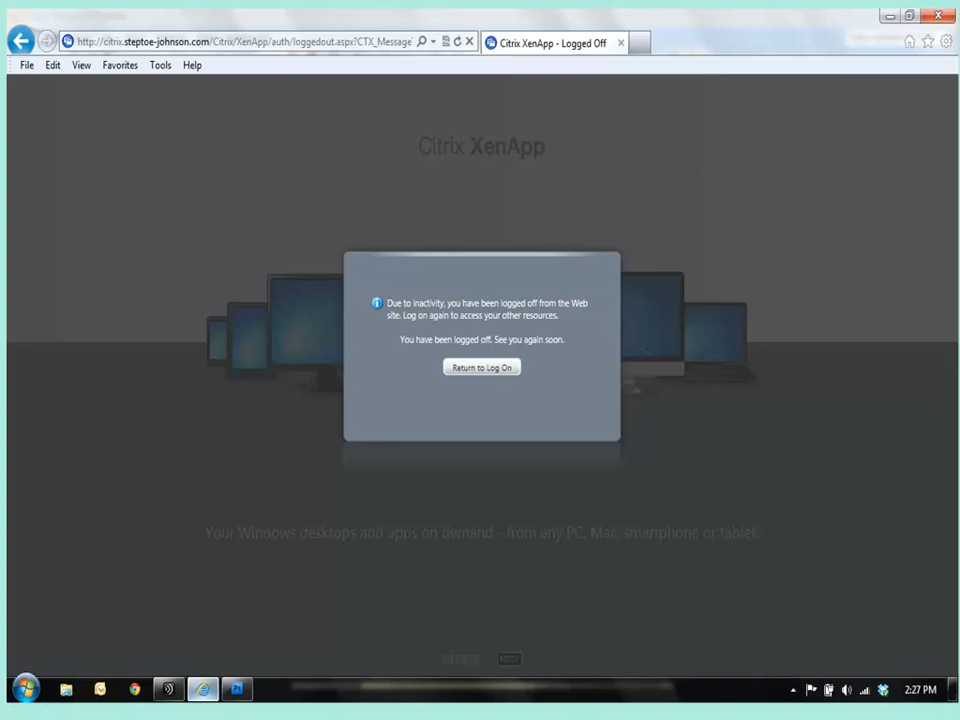 http://citrix.steptoe-johnson.com/Citrix/XenApp/auth/loggedout.aspx?CTX_Message
Citrix XenApp - Logged Off
File Edit View Favorites Tools Help
Citrix XenApp
Due to inactivity, you have been logged off from the Web
site. Log on again to access your other resources.
You have been logged off. See you again soon.
Return to Log On
Your Windows desktops and apps on demand - from any PC, Mac, smartphone or tablet.
citrix
2:27 PM